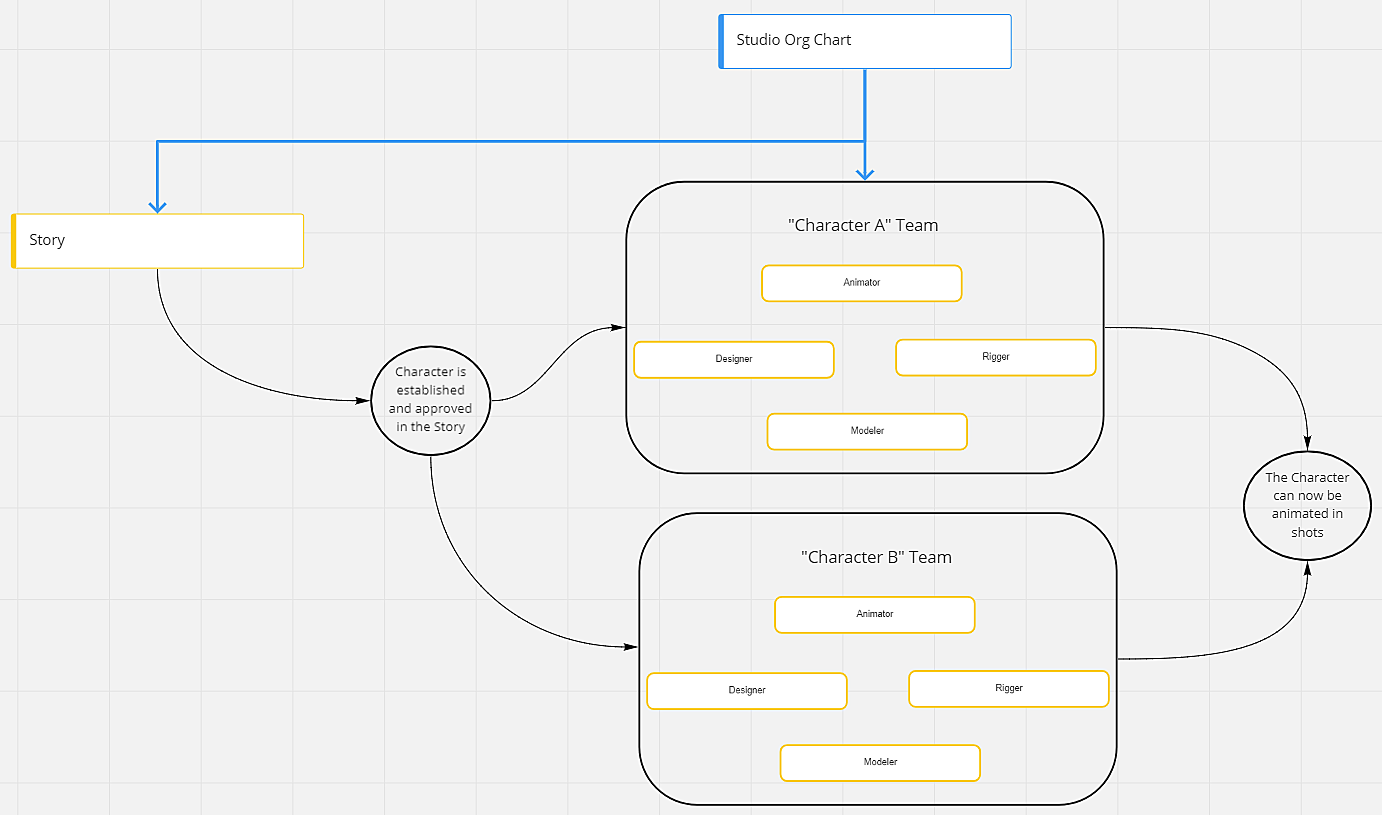 Studio Org Chart
Story
Character is
established
and approved
in the Story
"Character A" Team
Animator
Designer
Rigger
Modeler
"Character B" Team
Animator
Designer
Rigger
Modeler
The Character
can now be
animated in
shots